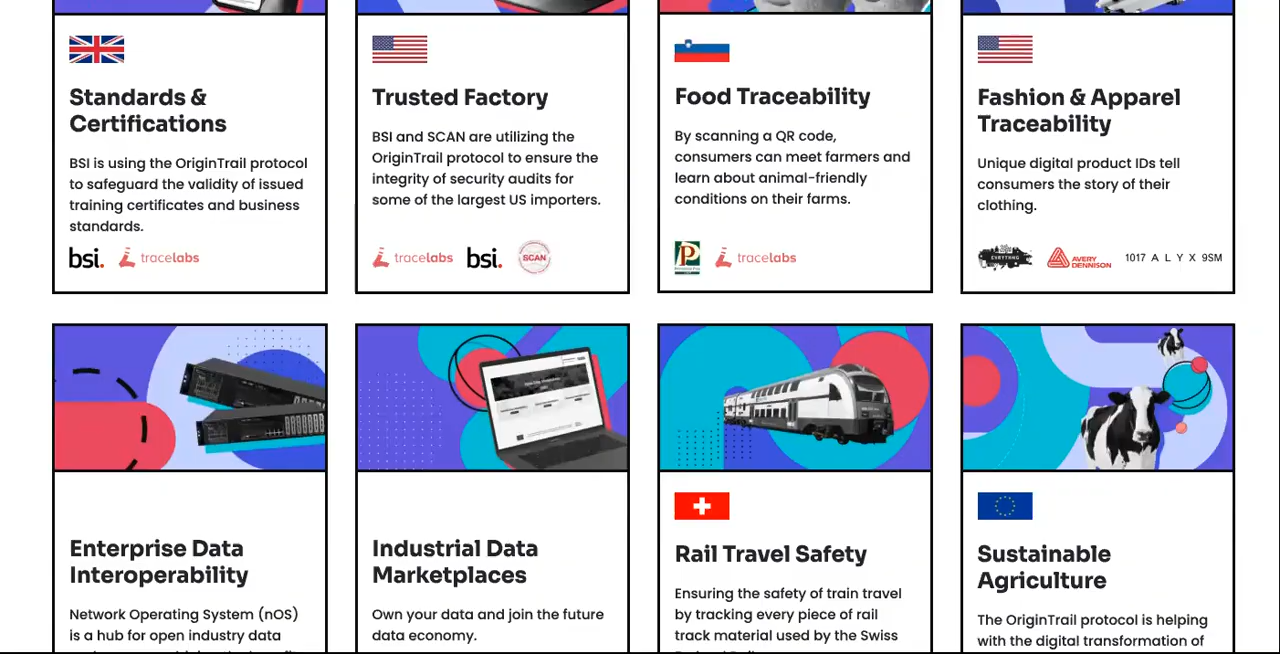 Standards &
Certifications
BSI is using the OriginTrail protocol
to safeguard the validity of issued
training certificates and business
standards.
bsi. tracelabs
Trusted Factory
BSI and SCAN are utilizing the
OriginTrail protocol to ensure the
integrity of security audits for
some of the largest US importers.
tracelabs bsi. SCAN
Food Traceability
By scanning a QR code,
consumers can meet farmers and
learn about animal-friendly
conditions on their farms.
P tracelabs
Fashion & Apparel
Traceability
Unique digital product IDs tell
consumers the story of their
clothing.
EVRYTHNG AVERY
DENNISON 1017 A L Y X 9SM
Enterprise Data
Interoperability
Network Operating System (nOS)
is a hub for open industry data
Industrial Data
Marketplaces
Own your data and join the future
data economy.
Rail Travel Safety
Ensuring the safety of train travel
by tracking every piece of rail
track material used by the Swiss
Sustainable
Agriculture
The OriginTrail protocol is helping
with the digital transformation of